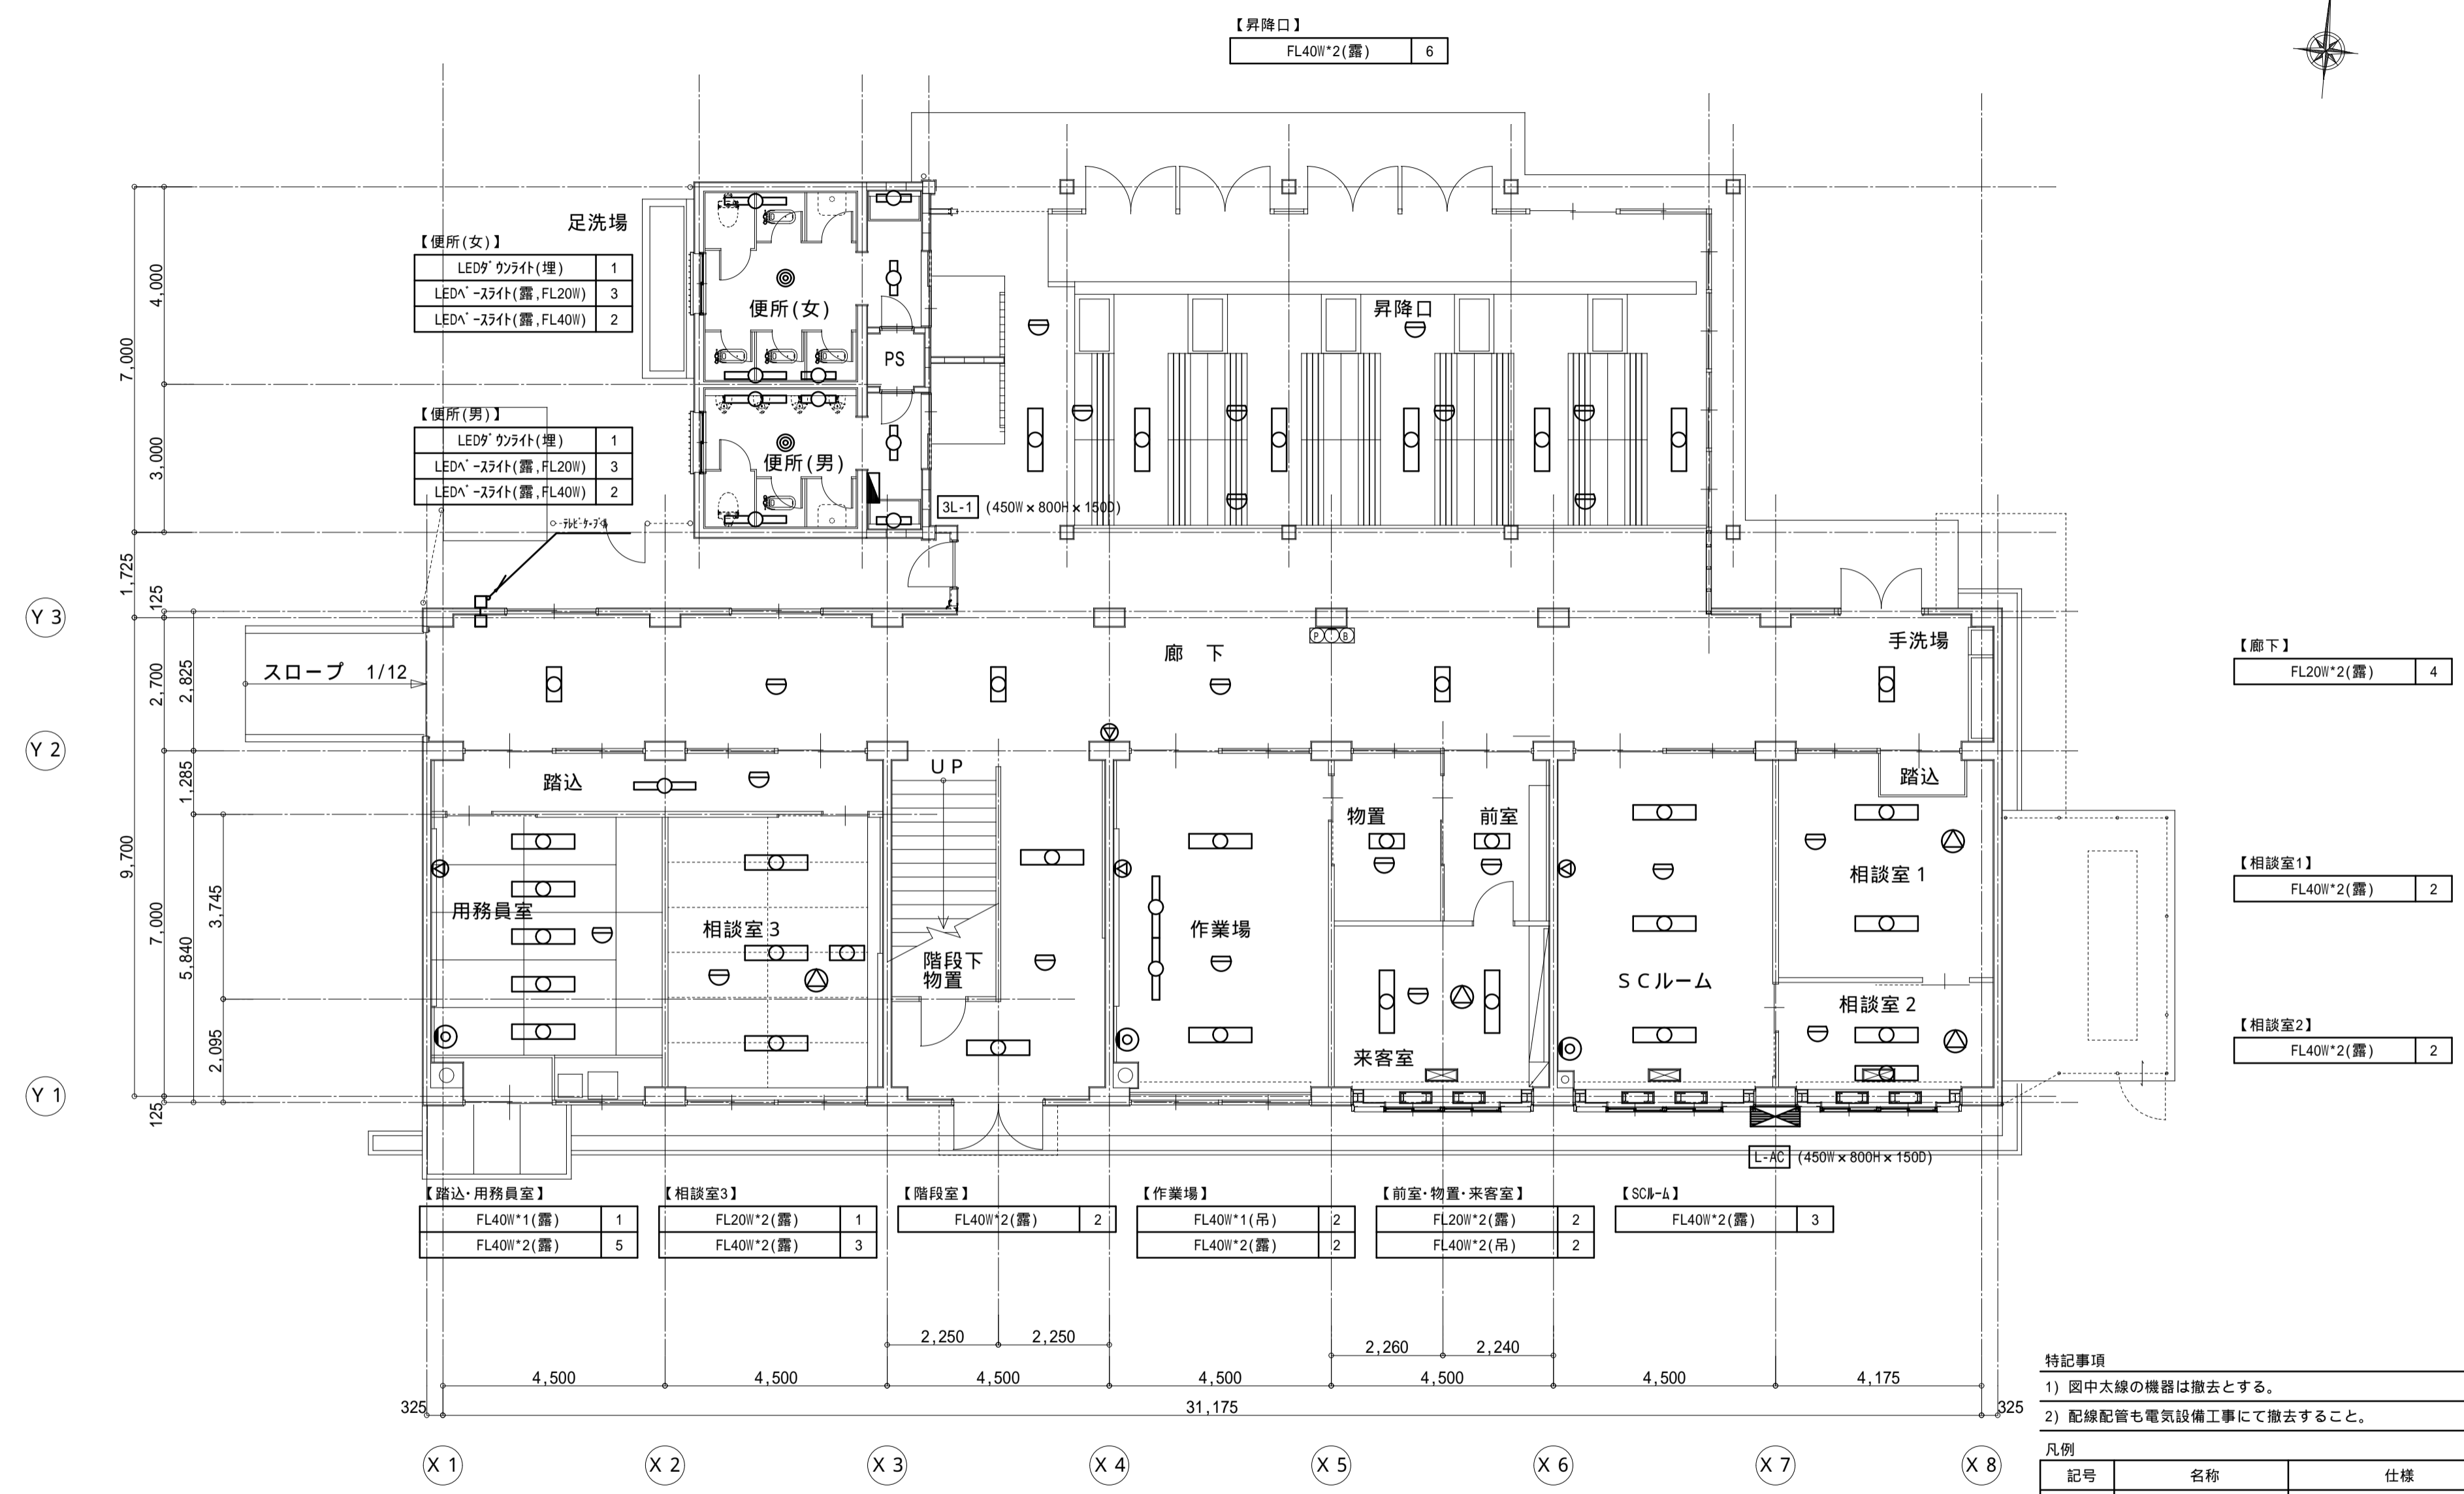 【昇降口】
FL40W*2(露) 6
足洗場
【便所(女)】
LEDﾀﾞｳﾝﾗｲﾄ(埋) 1
LEDﾍﾞｰｽﾗｲﾄ(露,FL20W) 3
LEDﾍﾞｰｽﾗｲﾄ(露,FL40W) 2
便所(女)
昇降口
PS
【便所(男)】
LEDﾀﾞｳﾝﾗｲﾄ(埋) 1
LEDﾍﾞｰｽﾗｲﾄ(露,FL20W) 3
LEDﾍﾞｰｽﾗｲﾄ(露,FL40W) 2
便所(男)
3L-1 (450W×800H×150D)
ﾃﾚﾋﾞｹｰﾌﾞﾙ
4,000
7,000
3,000
1,725
125
Y 3
2,700
2,825
Y 2
1,285
9,700
7,000
3,745
5,840
2,095
Y 1
125
スロープ 1/12
廊 下
P B
手洗場
【廊下】
FL20W*2(露) 4
踏込
UP
物置
前室
踏込
用務員室
相談室3
階段下
物置
作業場
来客室
SCルーム
相談室1
相談室2
【相談室1】
FL40W*2(露) 2
【相談室2】
FL40W*2(露) 2
L-AC (450W×800H×150D)
【踏込・用務員室】
FL40W*1(露) 1
FL40W*2(露) 5
【相談室3】
FL20W*2(露) 1
FL40W*2(露) 3
【階段室】
FL40W*2(露) 2
【作業場】
FL40W*1(吊) 2
FL40W*2(露) 2
【前室・物置・来客室】
FL20W*2(露) 2
FL40W*2(吊) 2
【SCﾙｰﾑ】
FL40W*2(露) 3
2,250 2,250
2,260 2,240
4,500 4,500 4,500 4,500 4,500 4,500 4,175
325 31,175 325
X 1 X 2 X 3 X 4 X 5 X 6 X 7 X 8
特記事項
1) 図中太線の機器は撤去とする。
2) 配線配管も電気設備工事にて撤去すること。
凡例
記号 名称 仕様